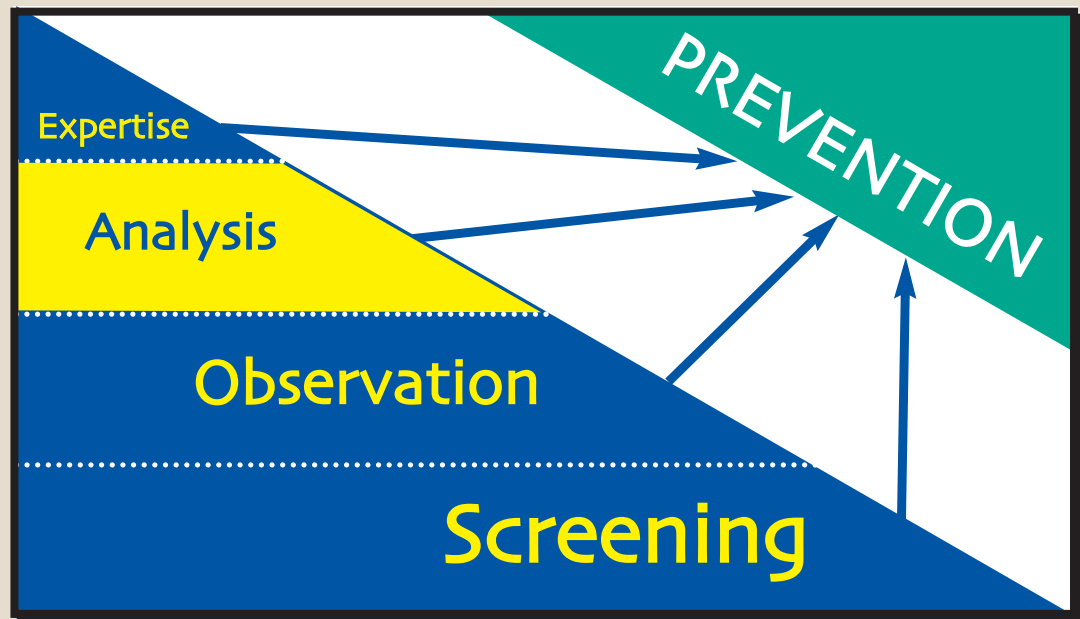 PREVENTION
Expertise
Analysis
Observation
Screening